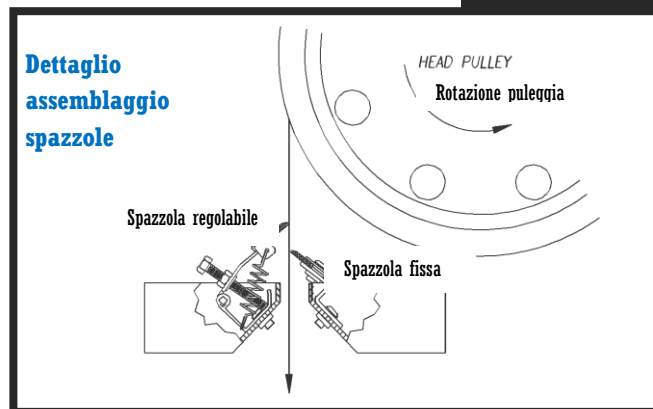 Dettaglio
assemblaggio
spazzole
HEAD PULLEY
Rotazione puleggia
Spazzola regolabile
Spazzola fissa